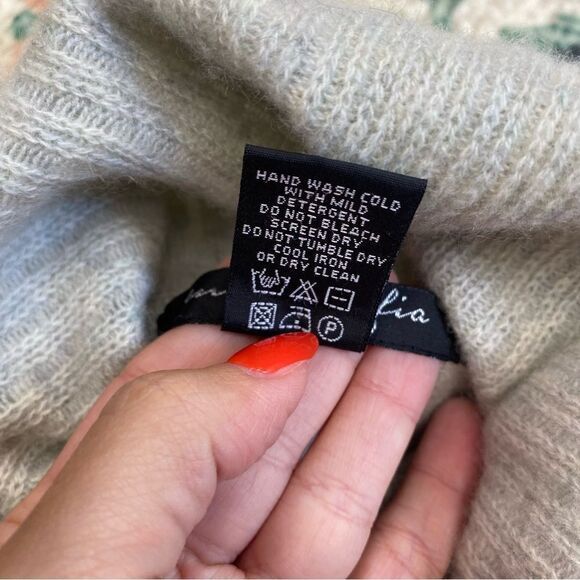 HAND WASH COLD
WITH MILD
DETERGENT
DO NOT BLEACH
SCREEN DRY
DO NOT TUMBLE DRY
COOL IRON
OR DRY CLEAN
P